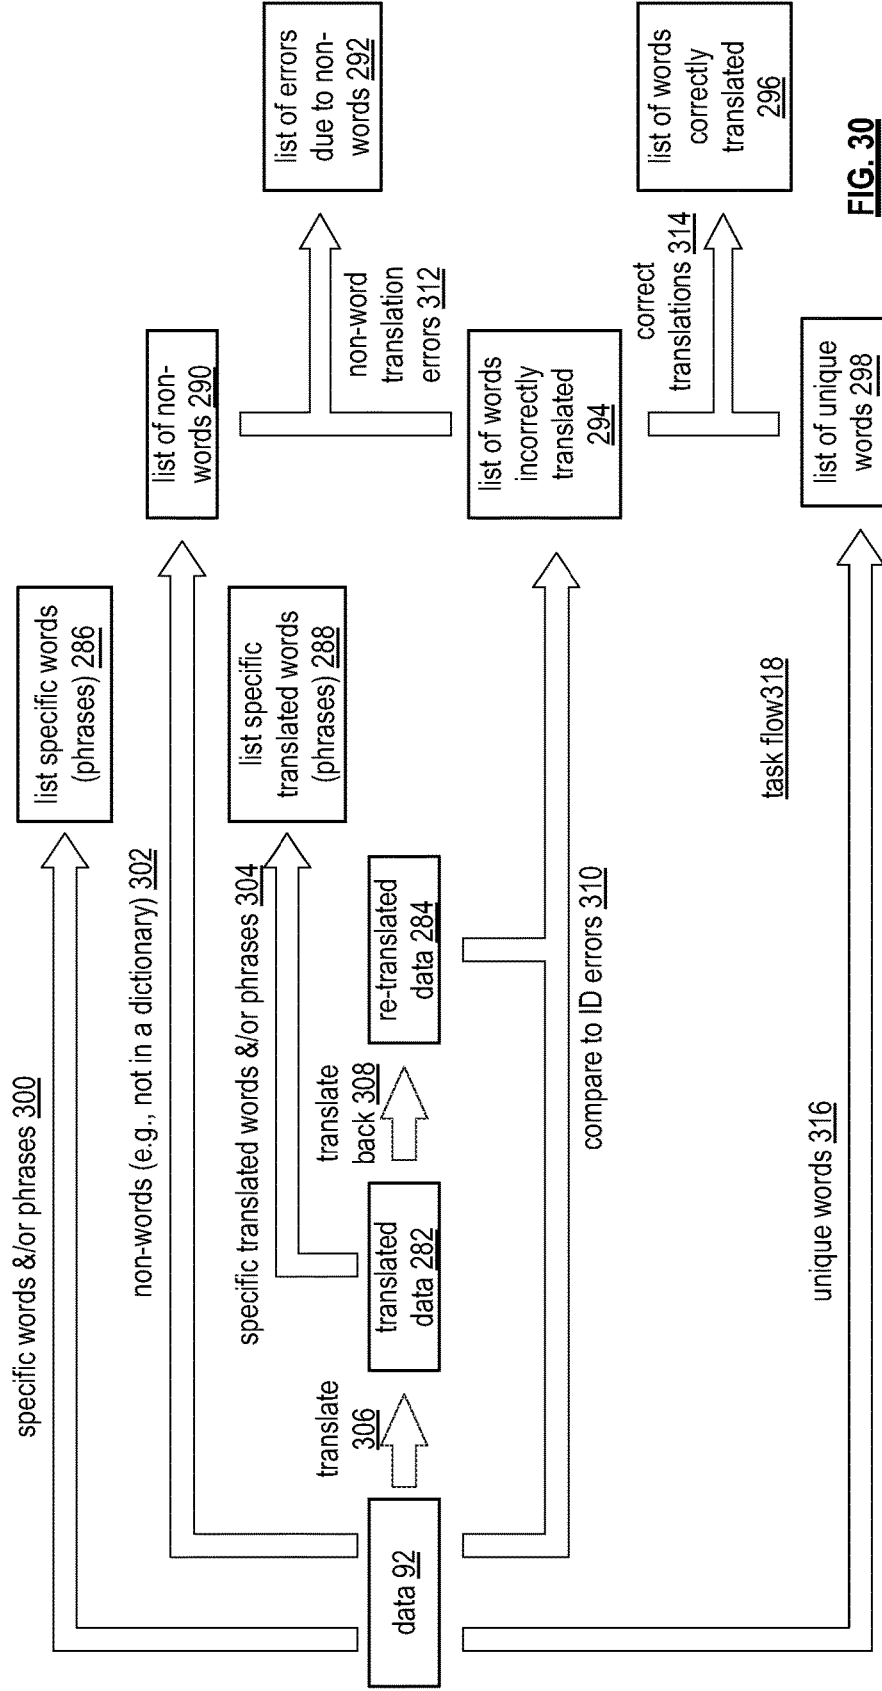 specific words &/or phrases 300
list specific words
(phrases) 286
non-words (e.g., not in a dictionary) 302
list of non-
words 290
list of errors
due to non-
words 292
specific translated words &/or phrases 304
list specific
translated words
(phrases) 288
non-word
translation
errors 312
data 92
translate
306
translated
data 282
translate
back 308
re-translated
data 284
list of words
incorrectly
translated
294
compare to ID errors 310
correct
translations 314
list of words
correctly
translated
296
unique words 316
task flow318
list of unique
words 298
FIG. 30